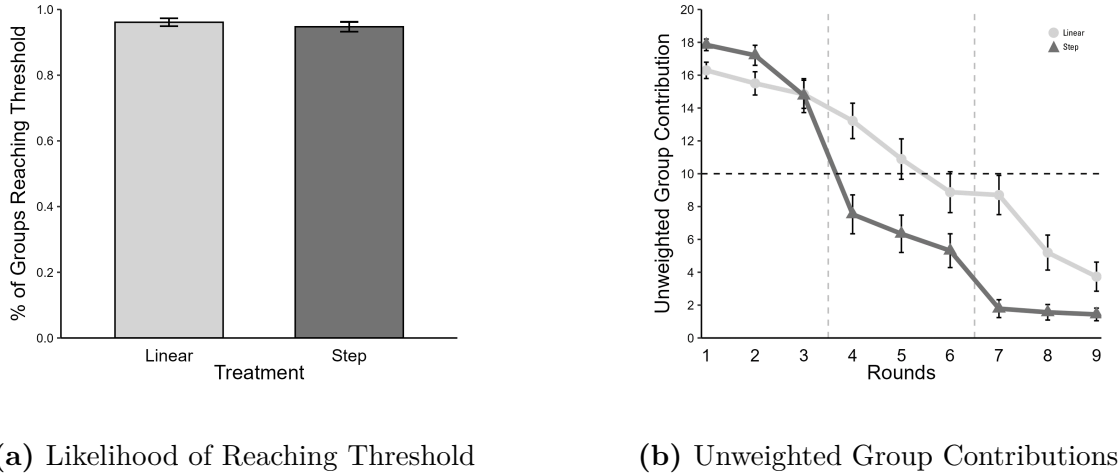 % of Groups Reaching Threshold
1.0
0.8
0.6
0.4
0.2
0.0
Linear Step
Treatment
Unweighted Group Contribution
20
18
16
14
12
10
8
6
4
2
0
Linear
Step
1 2 3 4 5 6 7 8 9
Rounds
(a) Likelihood of Reaching Threshold
(b) Unweighted Group Contributions